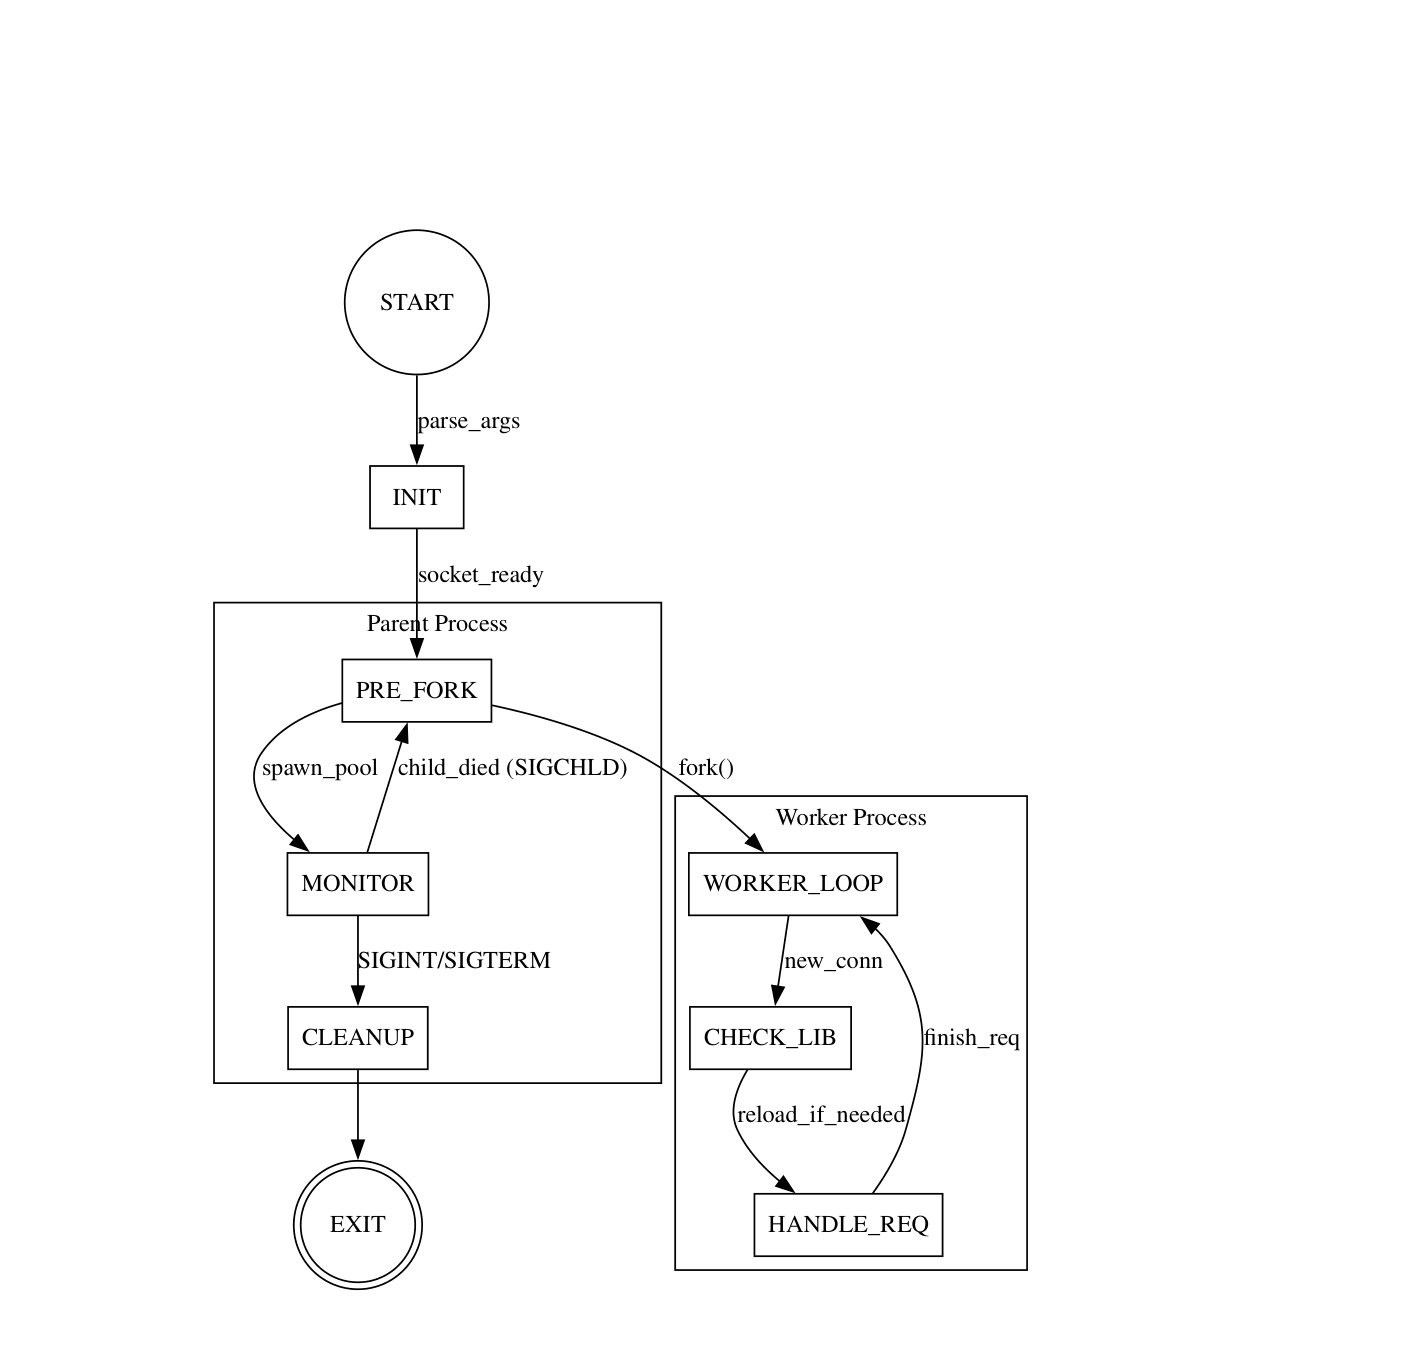 START
parse_args
INIT
socket_ready
Parent Process
PRE_FORK
spawn_pool
child_died (SIGCHLD)
fork()
Worker Process
MONITOR
WORKER_LOOP
SIGINT/SIGTERM
new_conn
CLEANUP
CHECK_LIB
finish_req
reload_if_needed
EXIT
HANDLE_REQ